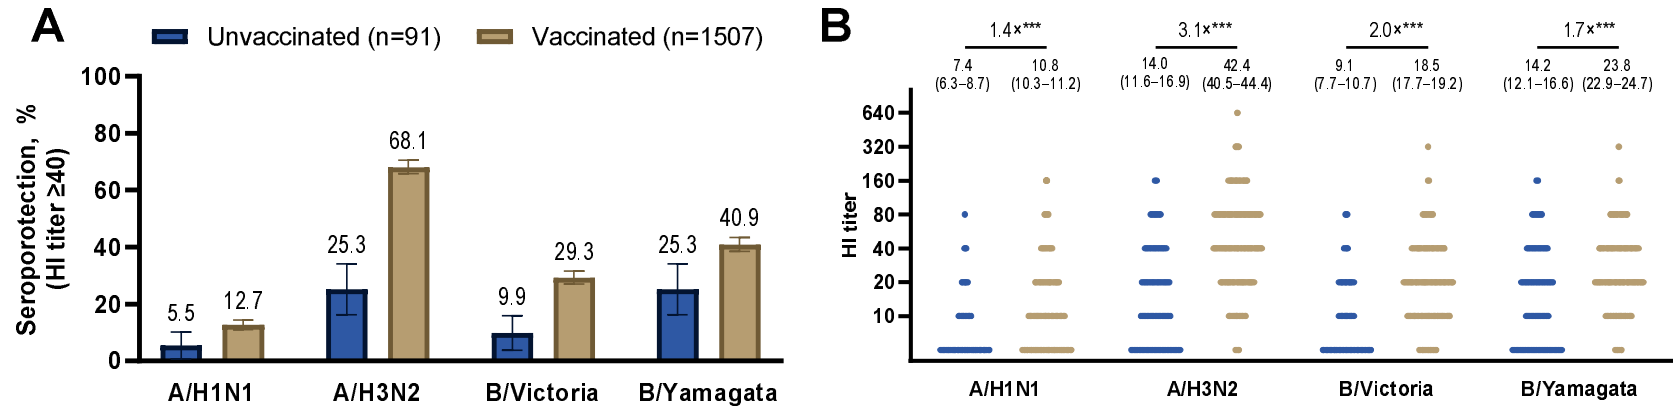 A
Unvaccinated (n=91) Vaccinated (n=1507)
Seroporotection, %
(HI titer ≥40)
100
80
60
40
20
0
5.5 12.7 25.3 68.1 9.9 29.3 25.3 40.9
A/H1N1 A/H3N2 B/Victoria B/Yamagata
B
1.4×*** 3.1×*** 2.0×*** 1.7×***
7.4 10.8 14.0 42.4 9.1 18.5 14.2 23.8
(6.3–8.7) (10.3–11.2) (11.6–16.9) (40.5–44.4) (7.7–10.7) (17.7–19.2) (12.1–16.6) (22.9–24.7)
HI titer
640
320
160
80
40
20
10
A/H1N1 A/H3N2 B/Victoria B/Yamagata